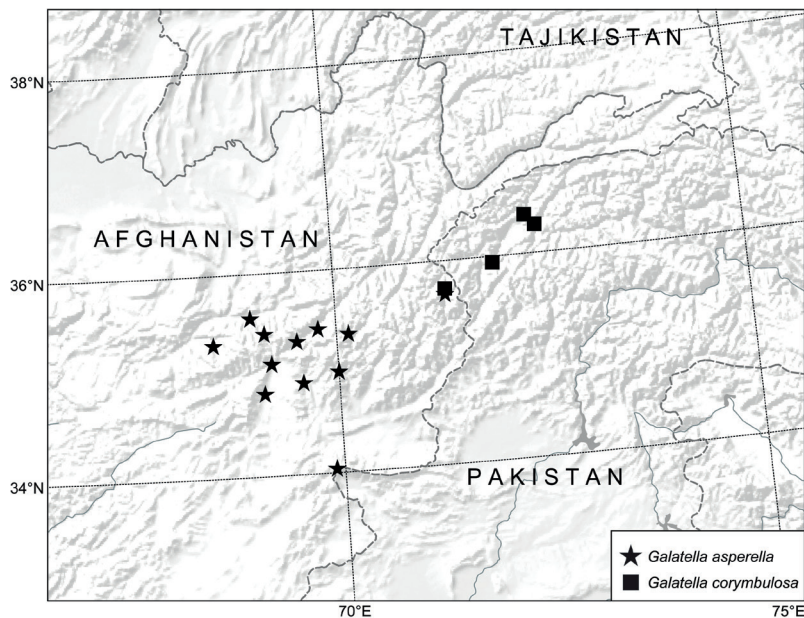 TAJIKISTAN
38°N
AFGHANISTAN
36°N
34°N
PAKISTAN
Galatella asperella
Galatella corymbulosa
70°E
75°E